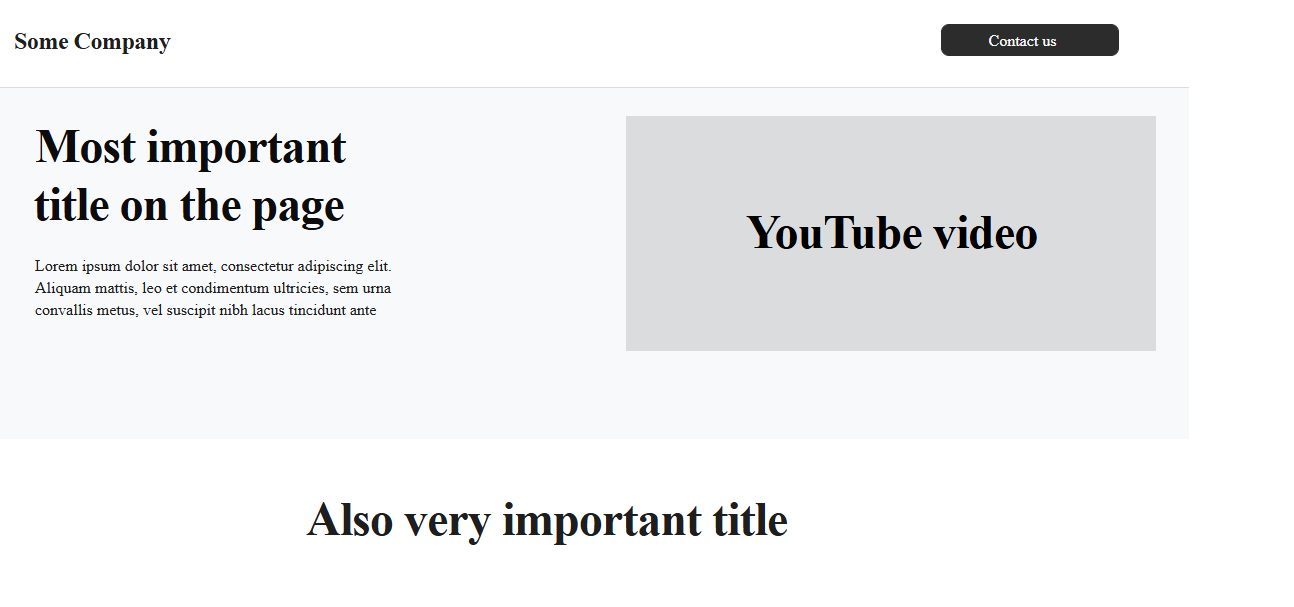 Some Company
Contact us
Most important
title on the page
Lorem ipsum dolor sit amet, consectetur adipiscing elit.
Aliquam mattis, leo et condimentum ultricies, sem urna
convallis metus, vel suscipit nibh lacus tincidunt ante
YouTube video
Also very important title